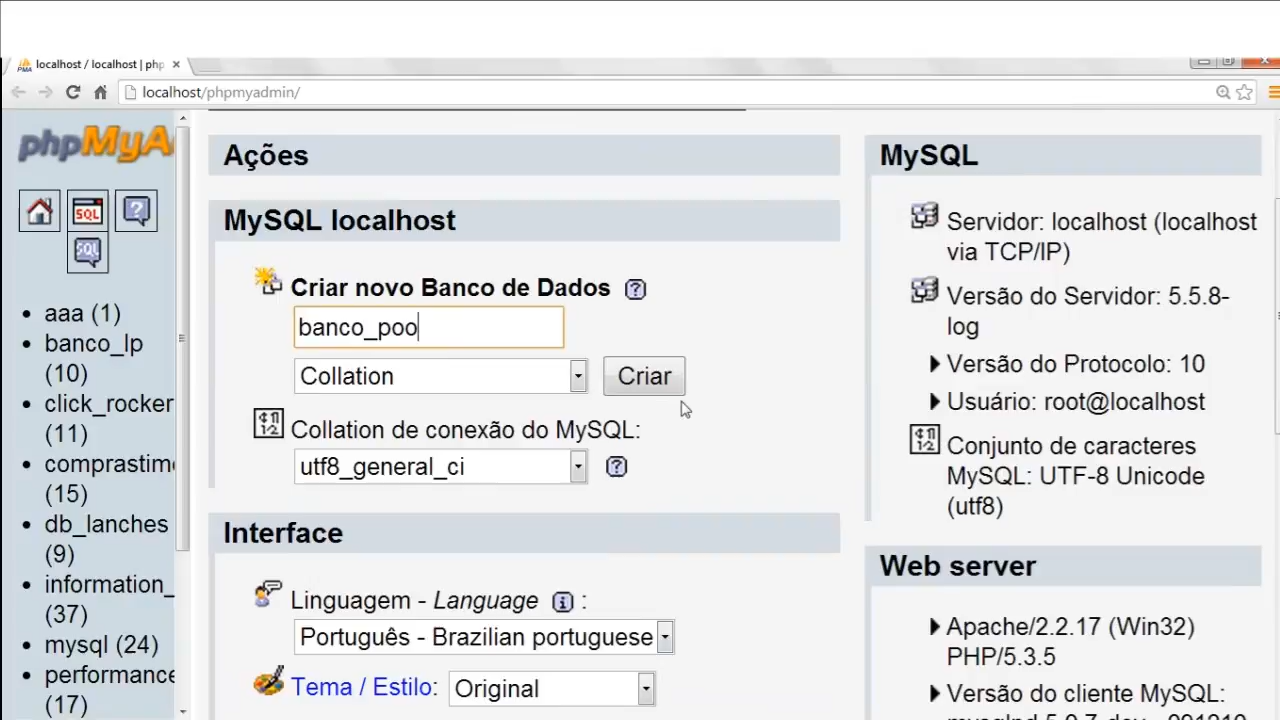 localhost / localhost | php
localhost/phpmyadmin/
phpMyA
SQL
SQL
aaa (1)
banco_lp
(10)
click_rocker
(11)
comprastim
(15)
db_lanches
(9)
information_
(37)
mysql (24)
performance
(17)
Ações
MySQL localhost
Criar novo Banco de Dados
banco_poo
Collation
Criar
Collation de conexão do MySQL:
utf8_general_ci
Interface
Linguagem - Language :
Português - Brazilian portuguese
Tema / Estilo:
Original
MySQL
Servidor: localhost (localhost
via TCP/IP)
Versão do Servidor: 5.5.8-
log
Versão do Protocolo: 10
Usuário: root@localhost
Conjunto de caracteres
MySQL: UTF-8 Unicode
(utf8)
Web server
Apache/2.2.17 (Win32)
PHP/5.3.5
Versão do cliente MySQL: